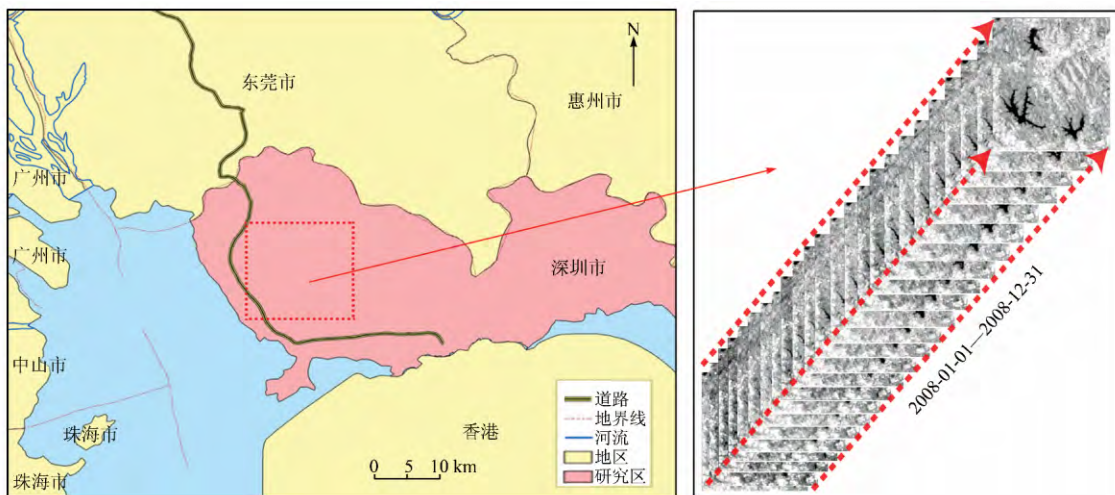 N
东莞市
惠州市
广州市
广州市
深圳市
中山市
珠海市
珠海市
香港
0 5 10 km
道路
地界线
河流
地区
研究区
2008-01-01—2008-12-31